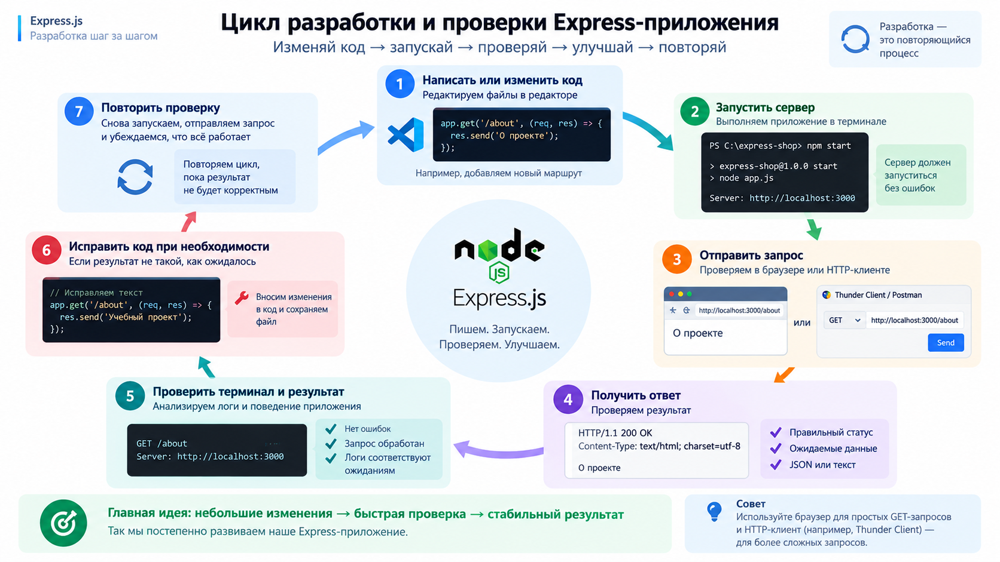 Express.js
Разработка шаг за шагом
Цикл разработки и проверки Express-приложения
Изменяй код → запускай → проверяй → улучшай → повторяй
Разработка —
это повторяющийся
процесс
1
Написать или изменить код
Редактируем файлы в редакторе
app.get('/about', (req, res) => {
  res.send('О проекте');
});
Например, добавляем новый маршрут
2
Запустить сервер
Выполняем приложение в терминале
PS C:\express-shop> npm start
> express-shop@1.0.0 start
> node app.js
Server: http://localhost:3000
Сервер должен
запуститься
без ошибок
3
Отправить запрос
Проверяем в браузере или HTTP-клиенте
http://localhost:3000/about
О проекте
или
Thunder Client / Postman
GET
http://localhost:3000/about
Send
4
Получить ответ
Проверяем результат
HTTP/1.1 200 OK
Content-Type: text/html; charset=utf-8
О проекте
Правильный статус
Ожидаемые данные
JSON или текст
5
Проверить терминал и результат
Анализируем логи и поведение приложения
GET /about
Server: http://localhost:3000
Нет ошибок
Запрос обработан
Логи соответствуют
ожиданиям
6
Исправить код при необходимости
Если результат не такой, как ожидалось
// Исправляем текст
app.get('/about', (req, res) => {
  res.send('Учебный проект');
});
Вносим изменения
в код и сохраняем
файл
7
Повторить проверку
Снова запускаем, отправляем запрос
и убеждаемся, что всё работает
Повторяем цикл,
пока результат
не будет корректным
node
JS
Express.js
Пишем. Запускаем.
Проверяем. Улучшаем.
Главная идея: небольшие изменения → быстрая проверка → стабильный результат
Так мы постепенно развиваем наше Express-приложение.
Совет
Используйте браузер для простых GET-запросов
и HTTP-клиент (например, Thunder Client) —
для более сложных запросов.